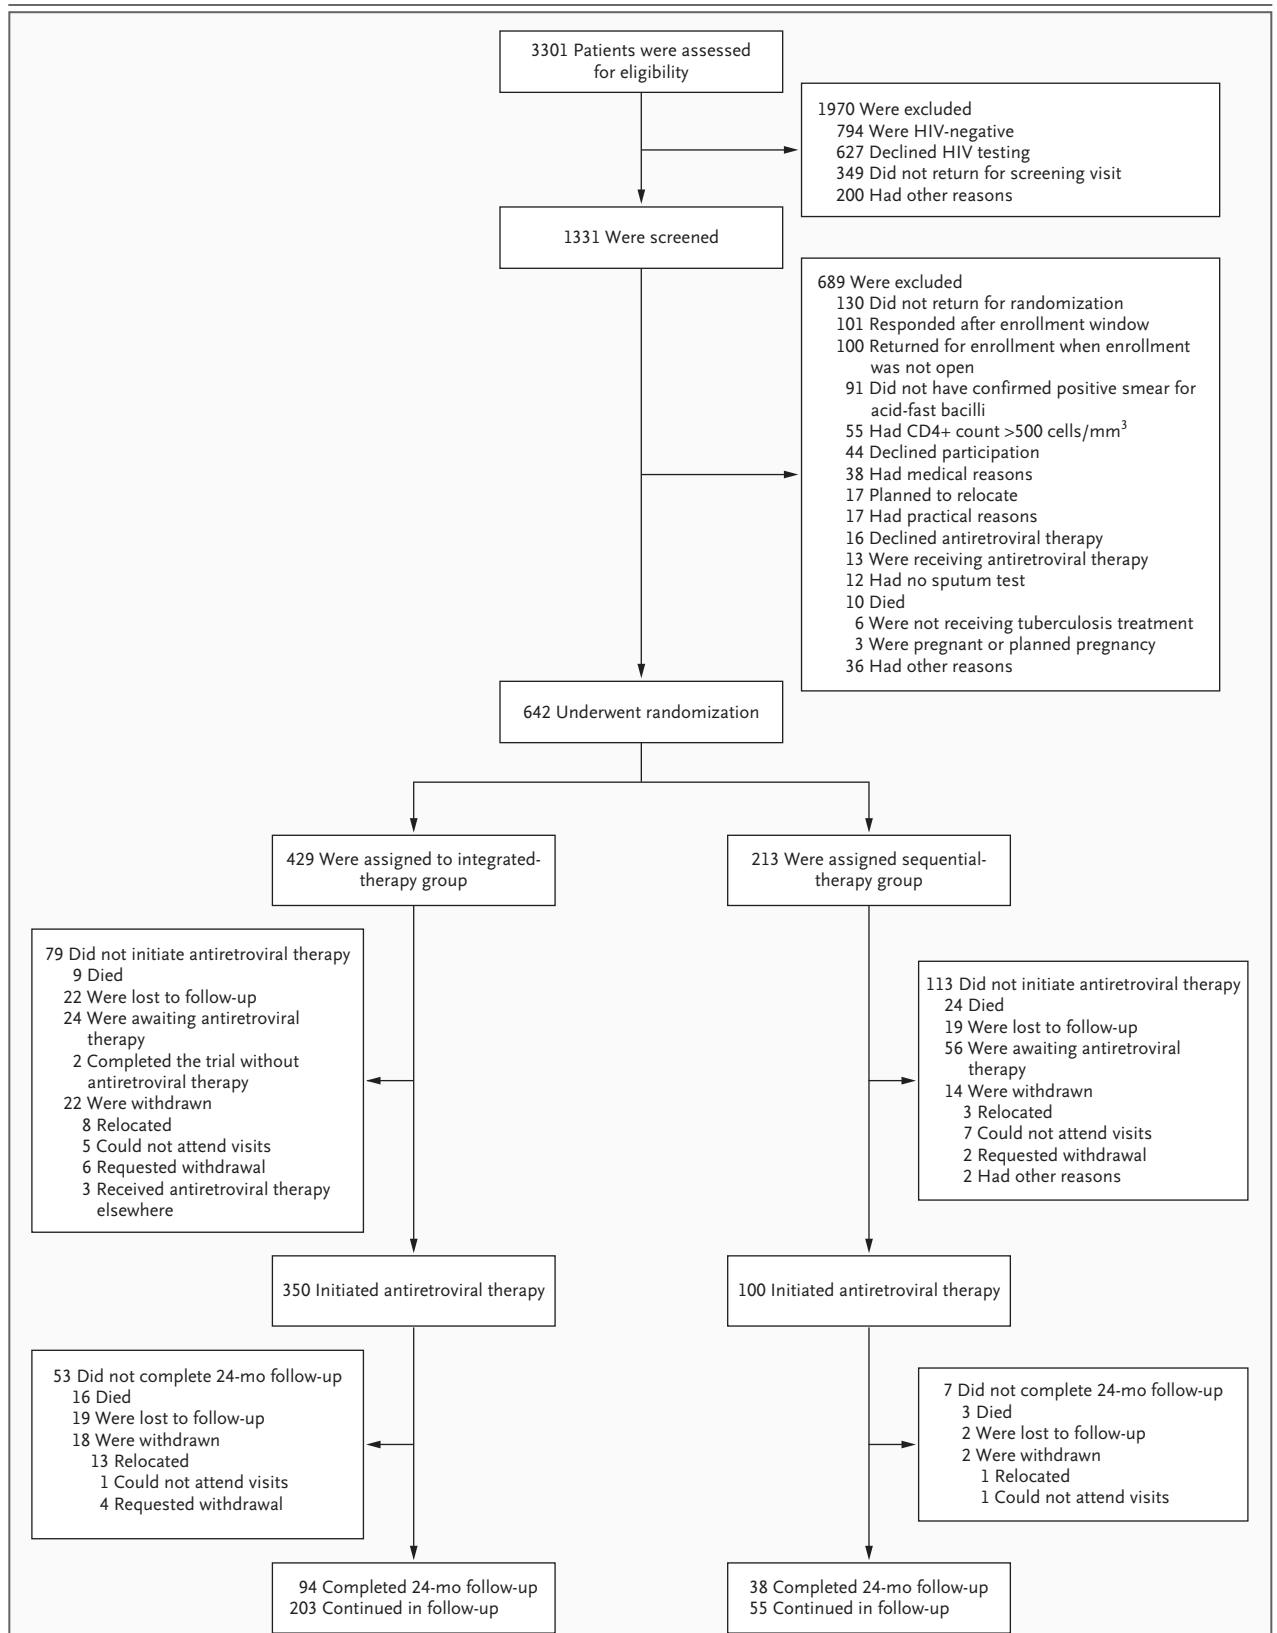 3301 Patients were assessed
for eligibility
1970 Were excluded
794 Were HIV-negative
627 Declined HIV testing
349 Did not return for screening visit
200 Had other reasons
1331 Were screened
689 Were excluded
130 Did not return for randomization
101 Responded after enrollment window
100 Returned for enrollment when enrollment
was not open
91 Did not have confirmed positive smear for
acid-fast bacilli
55 Had CD4+ count >500 cells/mm³
44 Declined participation
38 Had medical reasons
17 Planned to relocate
17 Had practical reasons
16 Declined antiretroviral therapy
13 Were receiving antiretroviral therapy
12 Had no sputum test
10 Died
6 Were not receiving tuberculosis treatment
3 Were pregnant or planned pregnancy
36 Had other reasons
642 Underwent randomization
429 Were assigned to integrated-
therapy group
213 Were assigned sequential-
therapy group
79 Did not initiate antiretroviral therapy
9 Died
22 Were lost to follow-up
24 Were awaiting antiretroviral
therapy
2 Completed the trial without
antiretroviral therapy
22 Were withdrawn
8 Relocated
5 Could not attend visits
6 Requested withdrawal
3 Received antiretroviral therapy
elsewhere
113 Did not initiate antiretroviral therapy
24 Died
19 Were lost to follow-up
56 Were awaiting antiretroviral
therapy
14 Were withdrawn
3 Relocated
7 Could not attend visits
2 Requested withdrawal
2 Had other reasons
350 Initiated antiretroviral therapy
100 Initiated antiretroviral therapy
53 Did not complete 24-mo follow-up
16 Died
19 Were lost to follow-up
18 Were withdrawn
13 Relocated
1 Could not attend visits
4 Requested withdrawal
7 Did not complete 24-mo follow-up
3 Died
2 Were lost to follow-up
2 Were withdrawn
1 Relocated
1 Could not attend visits
94 Completed 24-mo follow-up
203 Continued in follow-up
38 Completed 24-mo follow-up
55 Continued in follow-up